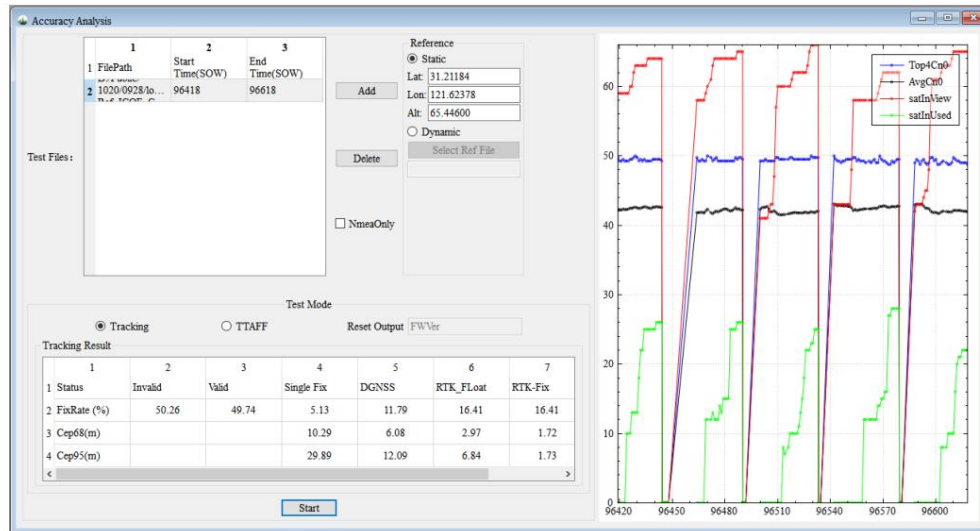 Accuracy Analysis
Test Files:
1 2 3
1 FilePath Start Time(SOW) End Time(SOW)
2 1020/0928/lo... 96418 96618
Add
Delete
NmeaOnly
Reference
Static
Lat: 31.21184
Lon: 121.62378
Alt: 65.44600
Dynamic
Select Ref File
Test Mode
Tracking TTAFF Reset Output FWVer
Tracking Result
1 2 3 4 5 6 7
1 Status Invalid Valid Single Fix DGNSS RTK_FLoat RTK-Fix
2 FixRate (%) 50.26 49.74 5.13 11.79 16.41 16.41
3 Cep68(m) 10.29 6.08 2.97 1.72
4 Cep95(m) 29.89 12.09 6.84 1.73
Start
Top4Cn0
AvgCn0
satInView
satInUsed
60
50
40
30
20
10
0
96420 96450 96480 96510 96540 96570 96600